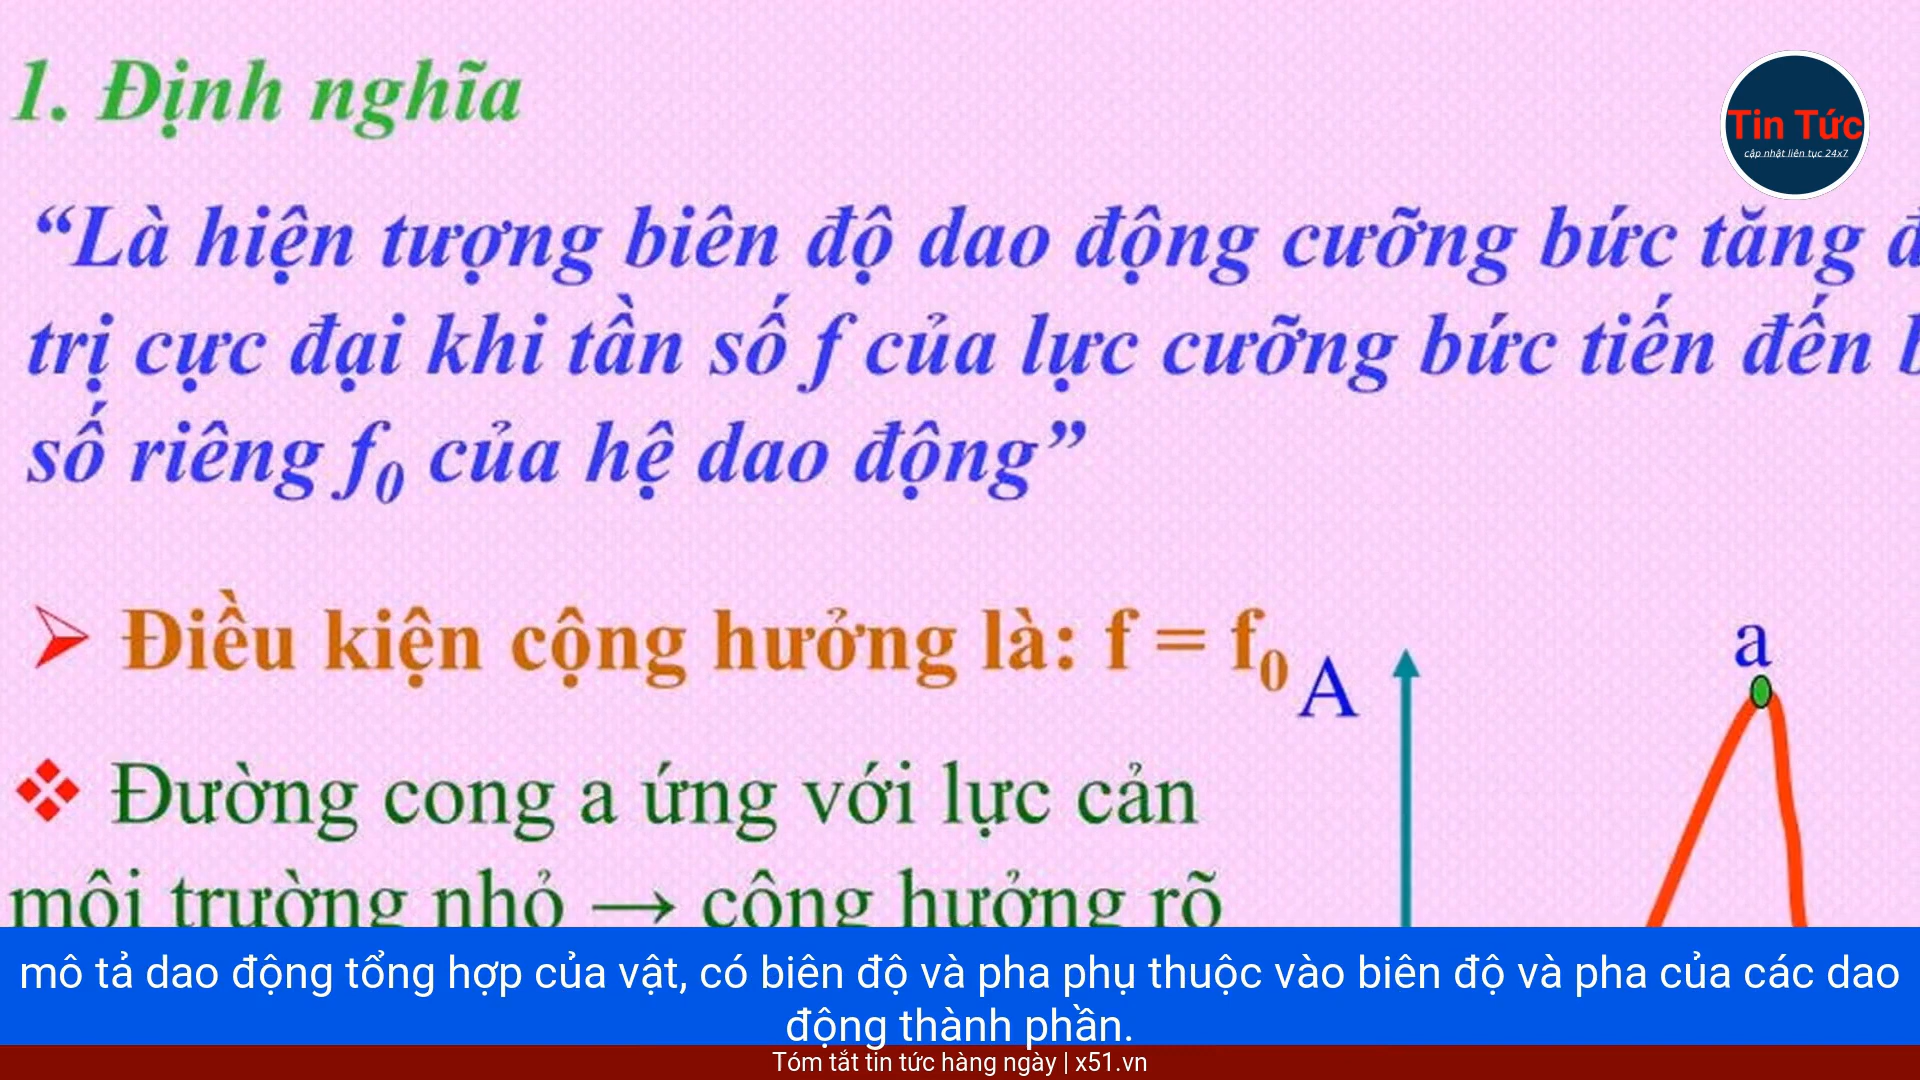 1. Định nghĩa
Tin Tức
cập nhật liên tục 24x7
“Là hiện tượng biên độ dao động cưỡng bức tăng
trị cực đại khi tần số f của lực cưỡng bức tiến đến
số riêng f₀ của hệ dao động”
➢ Điều kiện cộng hưởng là: f = f₀
A
a
❖ Đường cong a ứng với lực cản
môi trường nhỏ → cộng hưởng rõ
mô tả dao động tổng hợp của vật, có biên độ và pha phụ thuộc vào biên độ và pha của các dao
động thành phần.
Tóm tắt tin tức hàng ngày | x51.vn